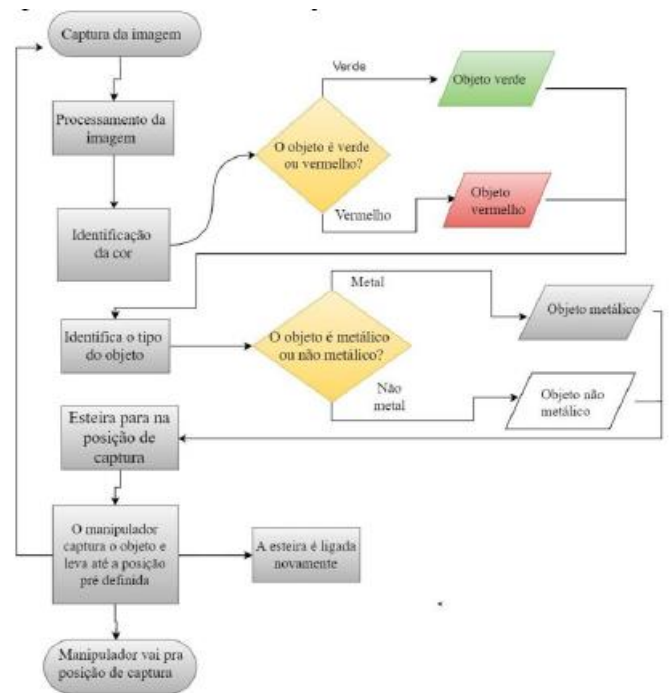 Captura da imagem
Processamento da
imagem
Identificação
da cor
O objeto é verde
ou vermelho?
Verde
Objeto verde
Vermelho
Objeto
vermelho
Identifica o tipo
do objeto
O objeto é metálico
ou não metálico?
Metal
Objeto metálico
Não
metal
Objeto não
metálico
Esteira para na
posição de
captura
O manipulador
captura o objeto e
leva até a posição
pré definida
A esteira é ligada
novamente
Manipulador vai pra
posição de captura